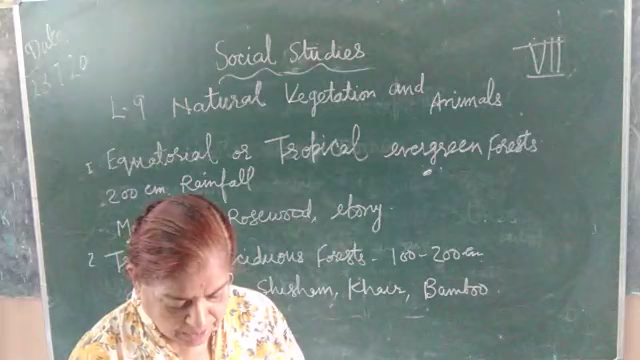 Date
23.7.20
Social Studies
VII
L-9 Natural Vegetation and Animals
1 Equatorial or Tropical evergreen Forests
200 cm Rainfall
Rosewood, ebony.
2 Forests - 100-200 cm
Shisham, Khair, Bamboo